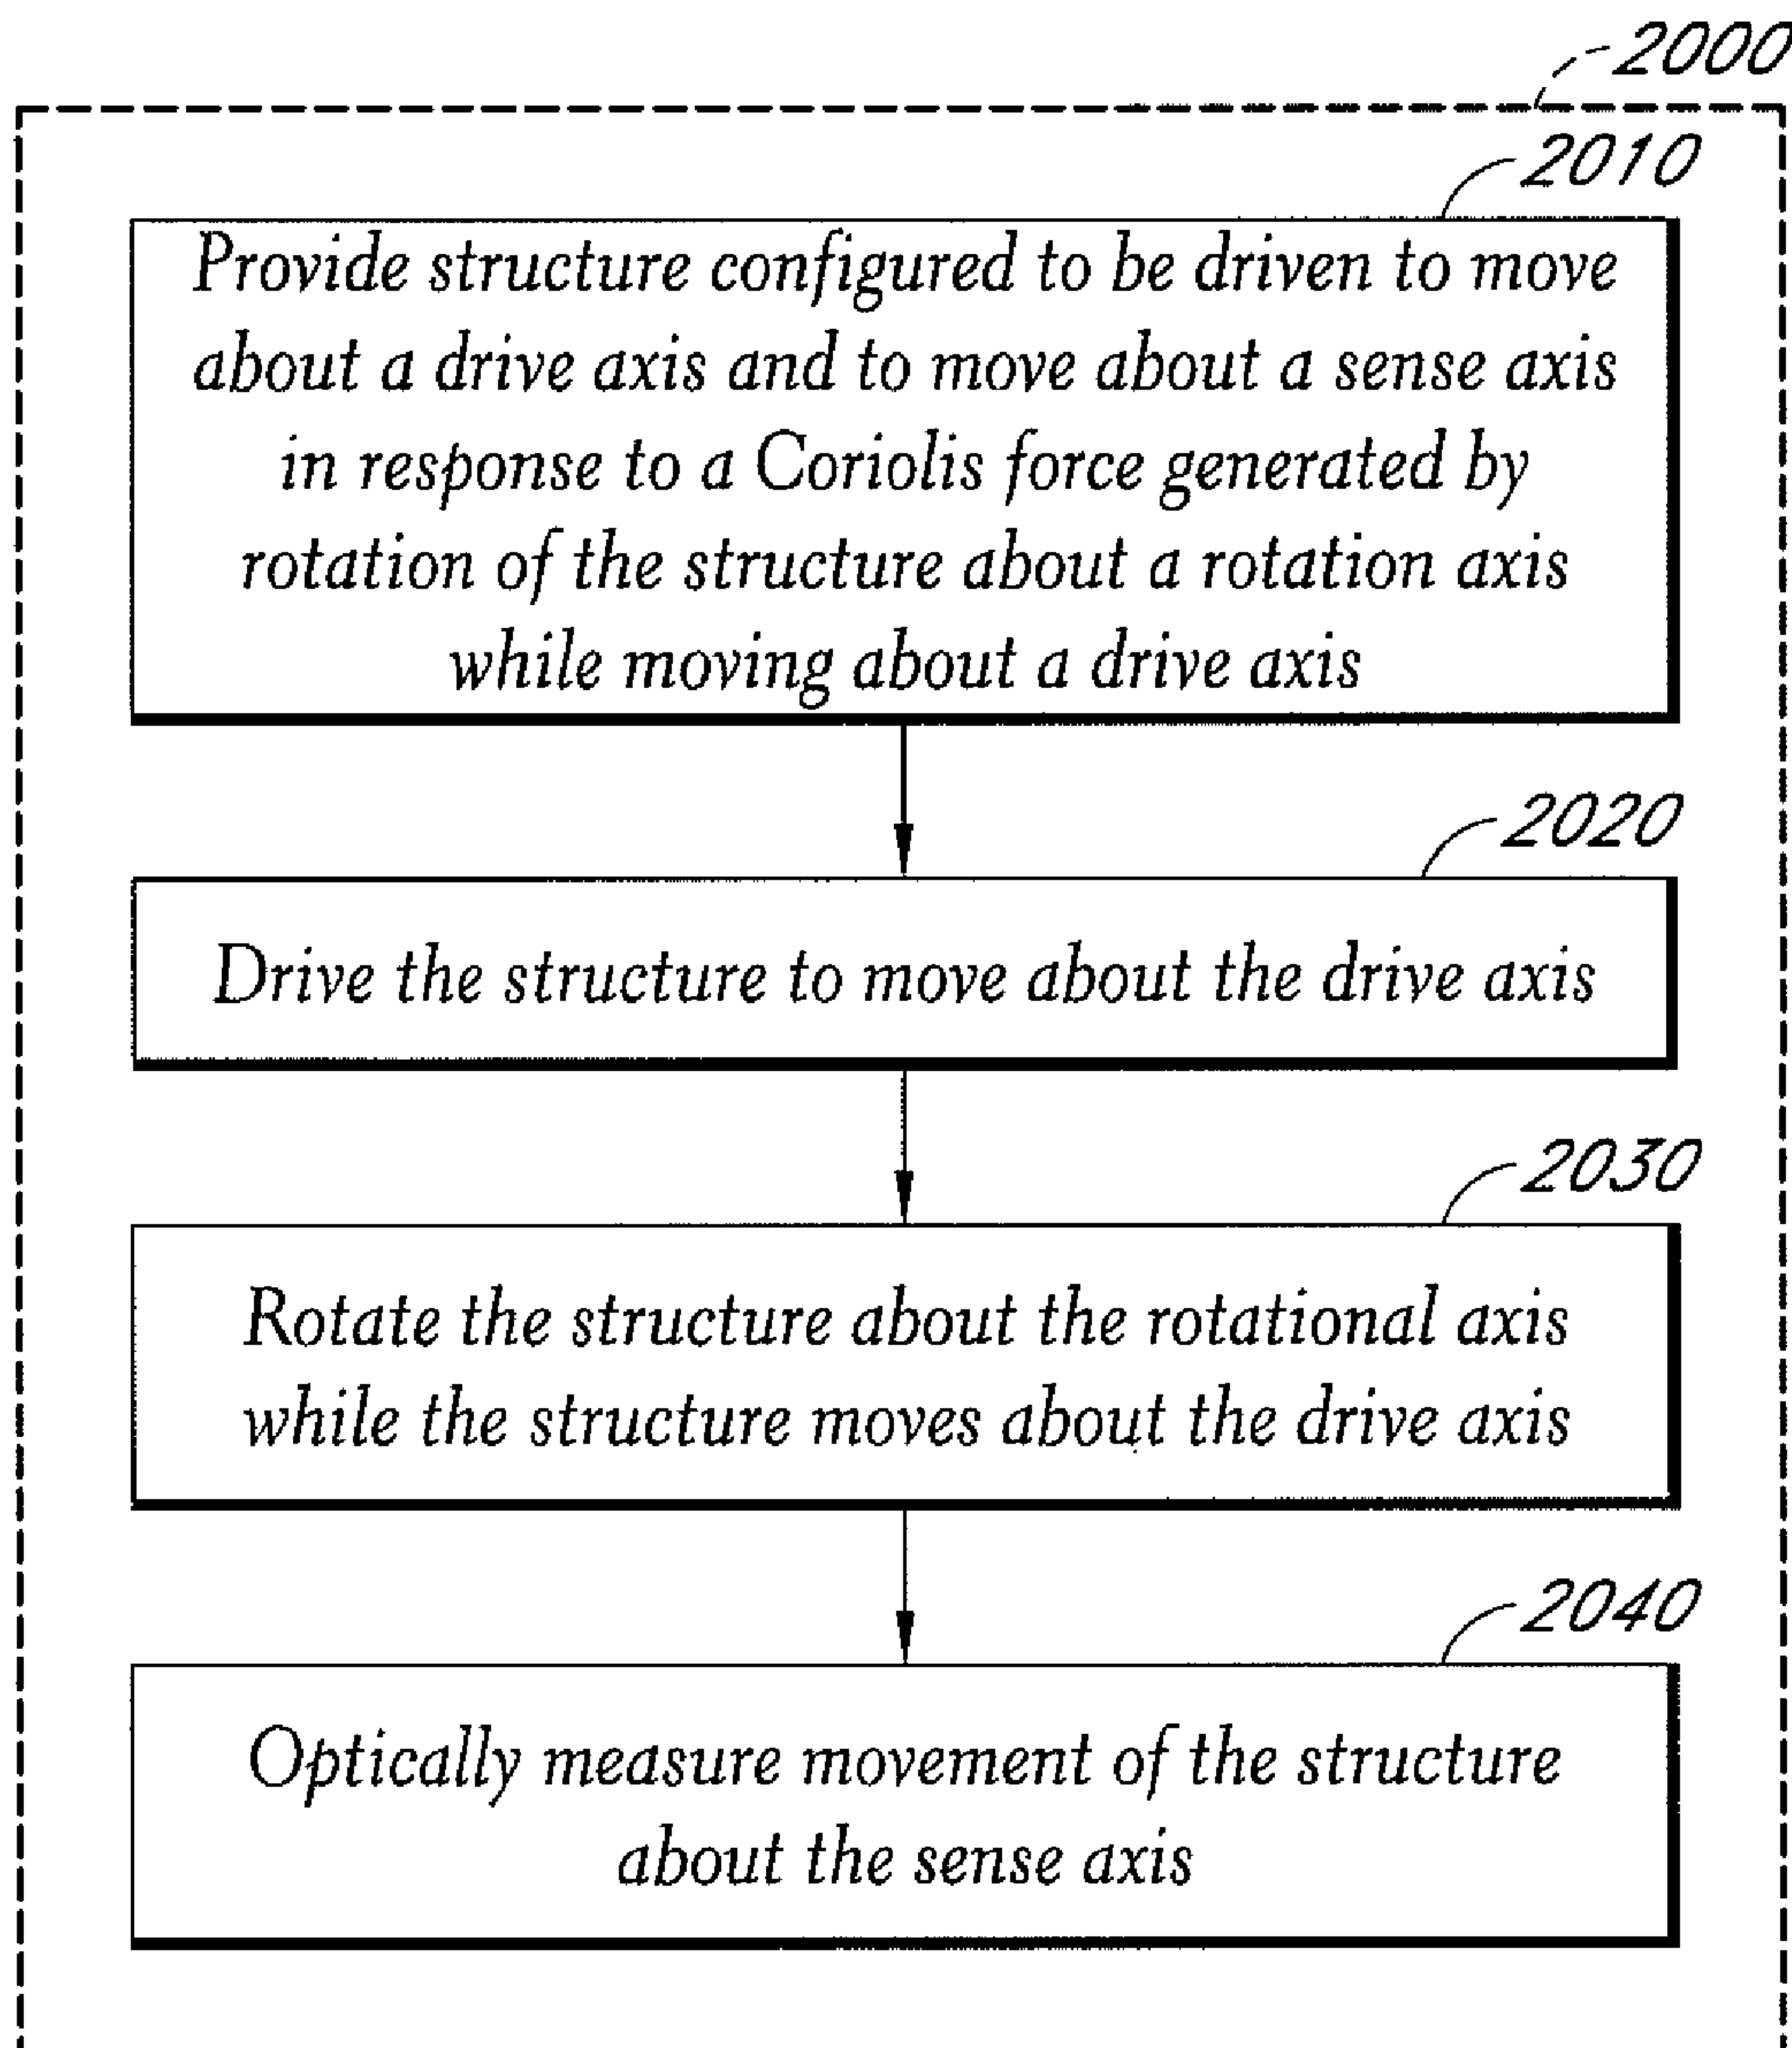 2000
2010
Provide structure configured to be driven to move
about a drive axis and to move about a sense axis
in response to a Coriolis force generated by
rotation of the structure about a rotation axis
while moving about a drive axis
2020
Drive the structure to move about the drive axis
2030
Rotate the structure about the rotational axis
while the structure moves about the drive axis
2040
Optically measure movement of the structure
about the sense axis